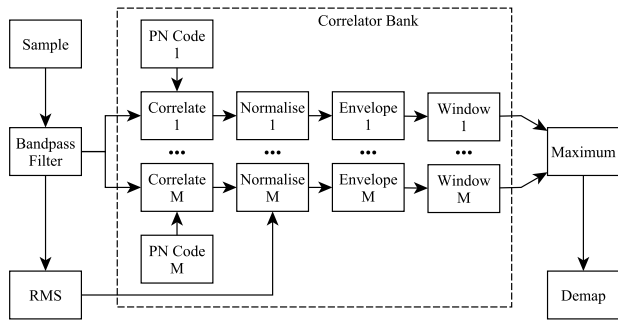 Correlator Bank
Sample
PN Code
1
Bandpass
Filter
Correlate
1
Normalise
1
Envelope
1
Window
1
Maximum
...
...
...
...
Correlate
M
Normalise
M
Envelope
M
Window
M
PN Code
M
RMS
Demap